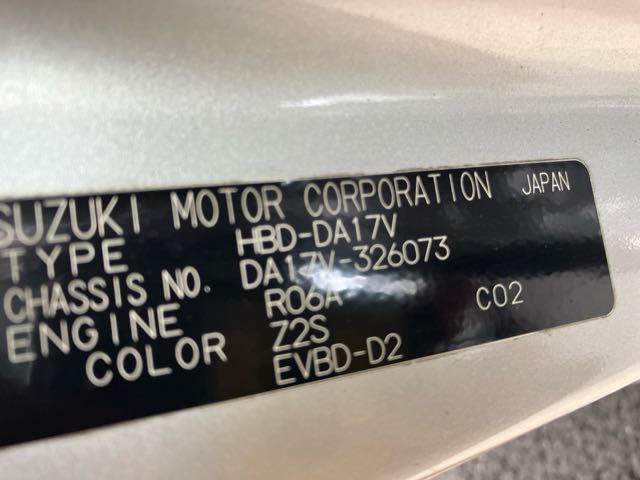 SUZUKI MOTOR CORPORATION JAPAN
TYPE HBD-DA17V
CHASSIS NO. DA17V-326073
ENGINE R06A C02
COLOR Z2S
EVBD-D2